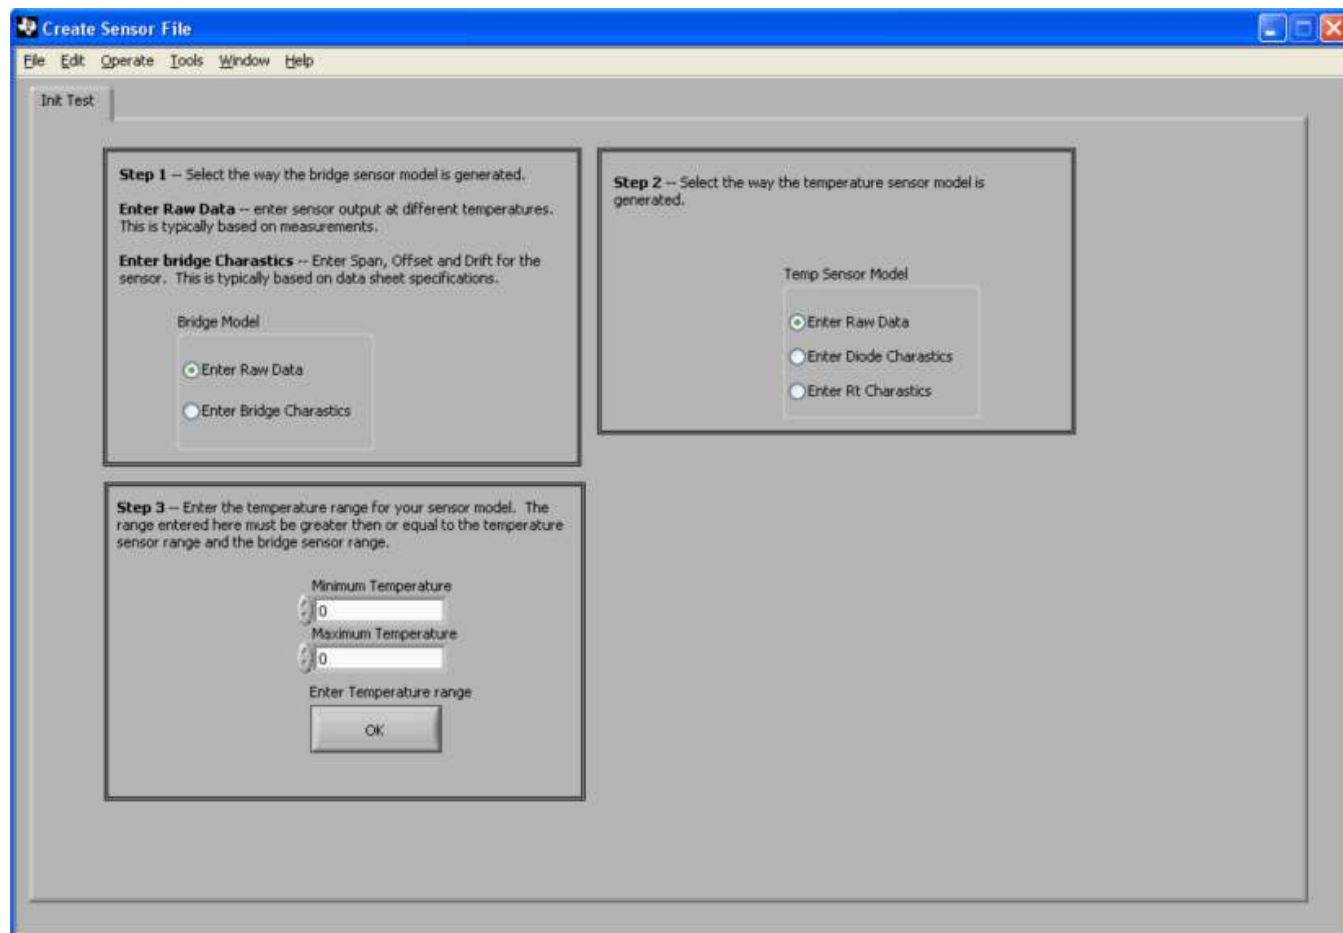 Create Sensor File
File Edit Operate Tools Window Help
Init Test
Step 1 -- Select the way the bridge sensor model is generated.
Enter Raw Data -- enter sensor output at different temperatures.
This is typically based on measurements.
Enter bridge Charastics -- Enter Span, Offset and Drift for the
sensor. This is typically based on data sheet specifications.
Bridge Model
Enter Raw Data
Enter Bridge Charastics
Step 2 -- Select the way the temperature sensor model is
generated.
Temp Sensor Model
Enter Raw Data
Enter Diode Charastics
Enter Rt Charastics
Step 3 -- Enter the temperature range for your sensor model. The
range entered here must be greater then or equal to the temperature
sensor range and the bridge sensor range.
Minimum Temperature
0
Maximum Temperature
0
Enter Temperature range
OK